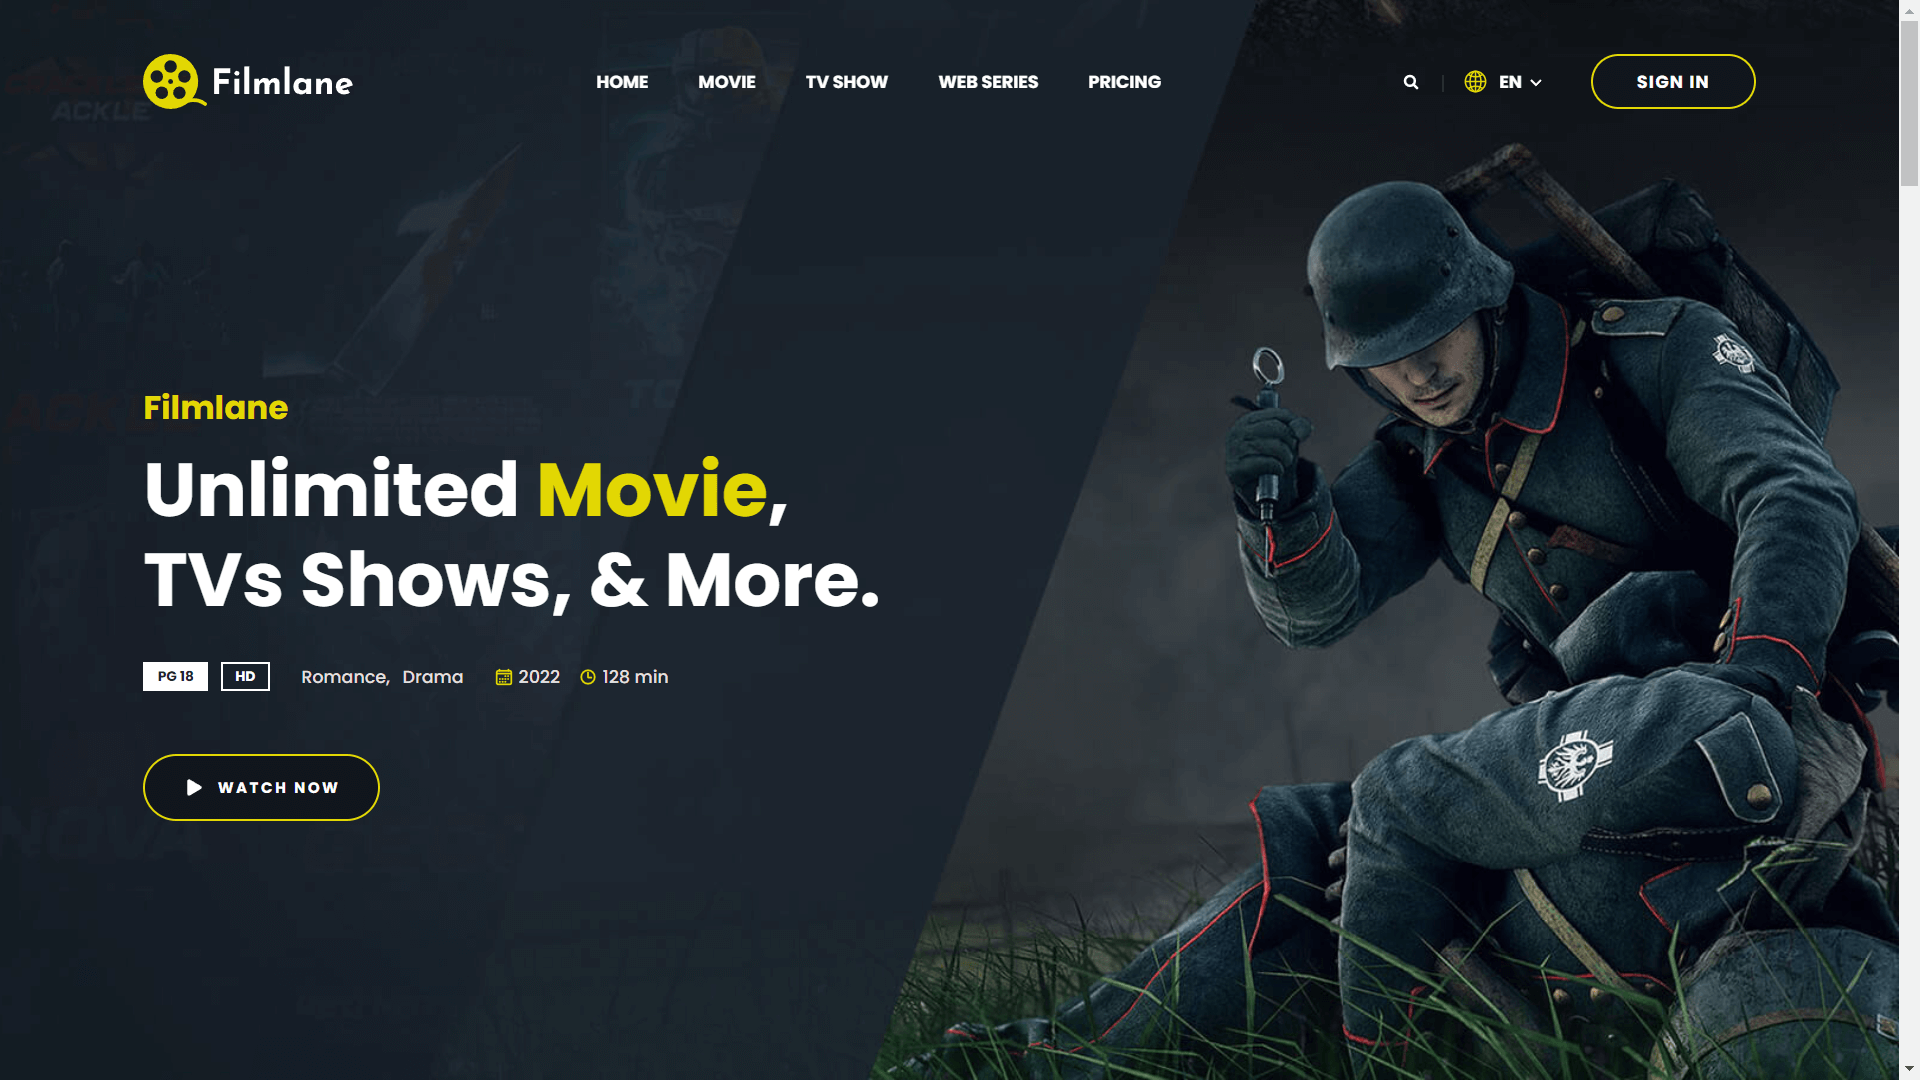 Filmlane
HOME
MOVIE
TV SHOW
WEB SERIES
PRICING
EN
SIGN IN
Filmlane
Unlimited Movie,
TVs Shows, & More.
PG 18
HD
Romance, Drama
2022
128 min
WATCH NOW